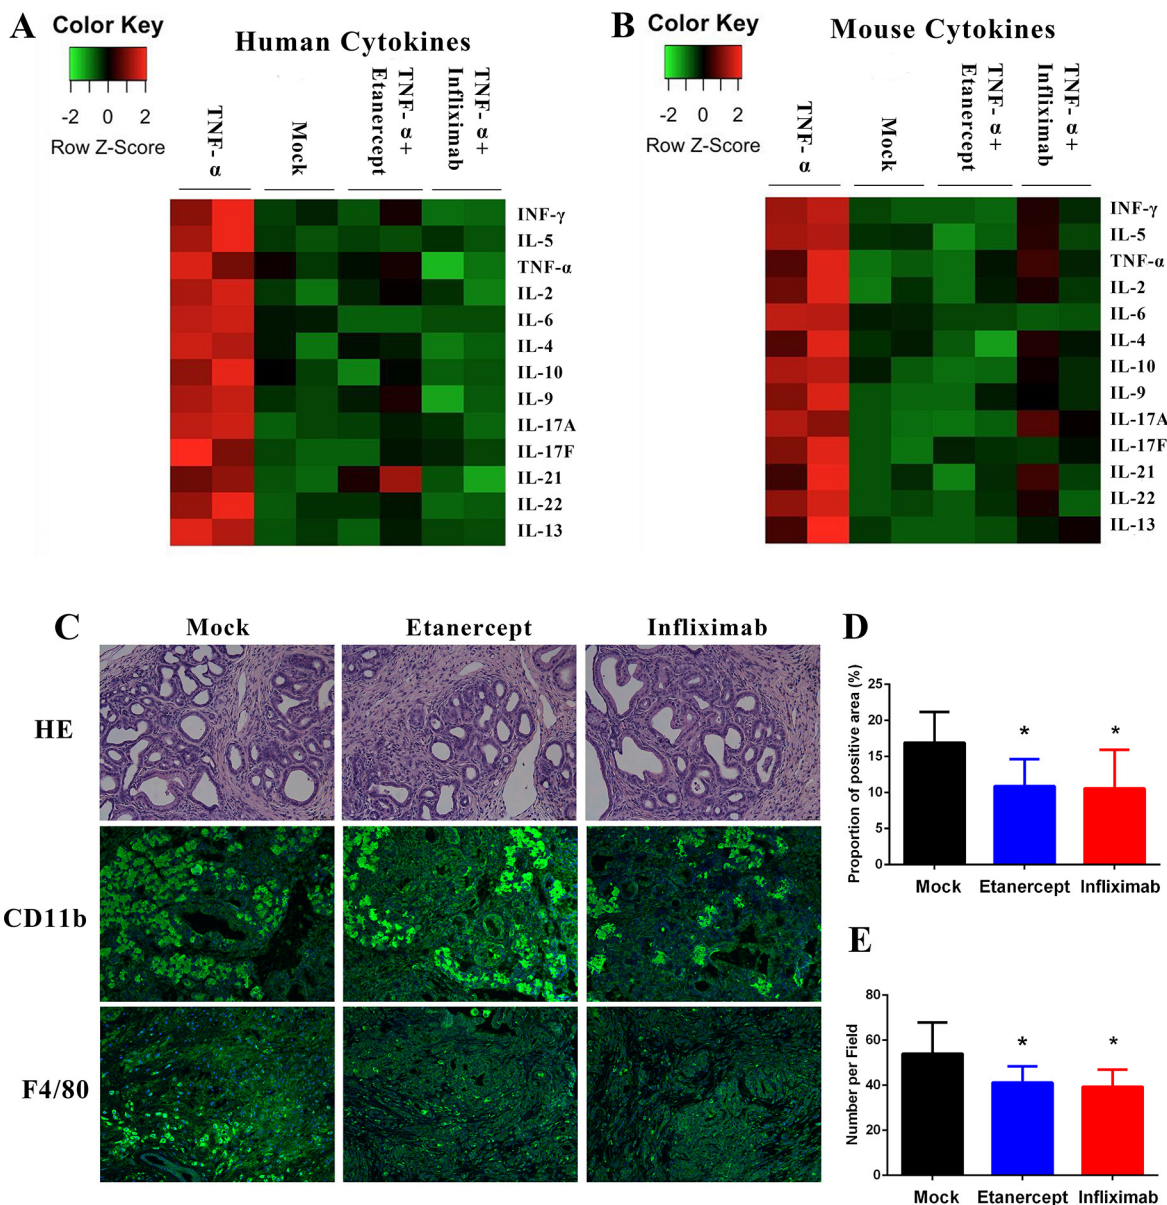 A
Color Key
-2 0 2
Row Z-Score
Human Cytokines
TNF-α
Mock
TNF-α+
Etanercept
TNF-α+
Infliximab
INF-γ
IL-5
TNF-α
IL-2
IL-6
IL-4
IL-10
IL-9
IL-17A
IL-17F
IL-21
IL-22
IL-13
B
Color Key
-2 0 2
Row Z-Score
Mouse Cytokines
TNF-α
Mock
TNF-α+
Etanercept
TNF-α+
Infliximab
INF-γ
IL-5
TNF-α
IL-2
IL-6
IL-4
IL-10
IL-9
IL-17A
IL-17F
IL-21
IL-22
IL-13
C
Mock Etanercept Infliximab
HE
CD11b
F4/80
D
Proportion of positive area (%)
25
20
15
10
5
0
* *
Mock Etanercept Infliximab
E
Number per Field
80
60
40
20
0
* *
Mock Etanercept Infliximab